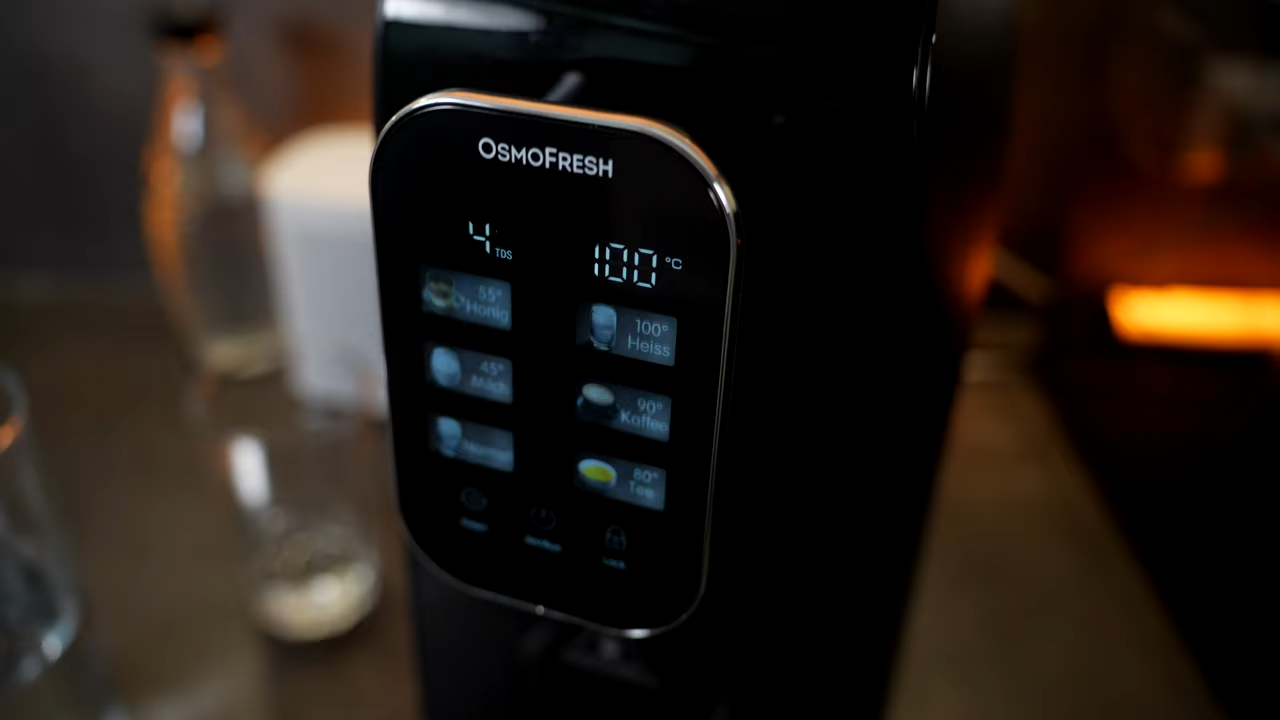 OSMOFRESH
4 TDS
100 °C
55°
Honig
45°
Milch
100°
Heiss
90°
Kaffee
80°
Tee